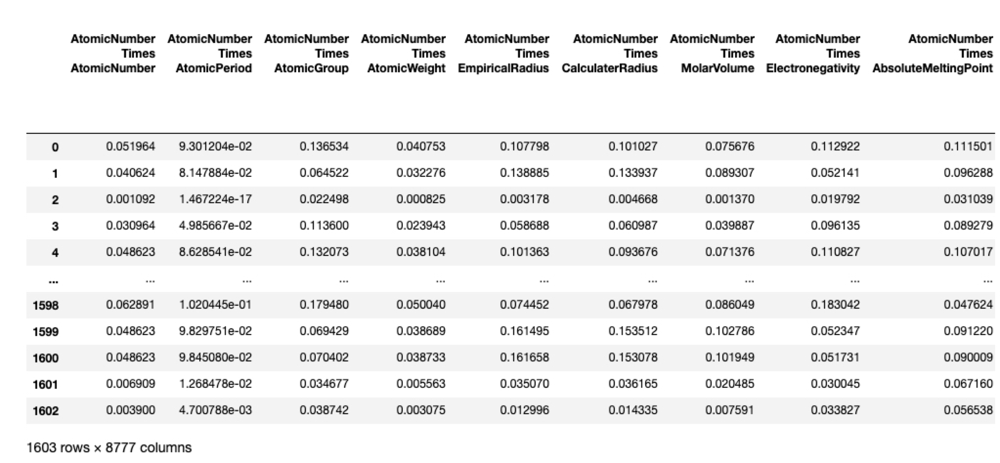 AtomicNumber AtomicNumber AtomicNumber AtomicNumber AtomicNumber AtomicNumber AtomicNumber AtomicNumber AtomicNumber
Times Times Times Times Times Times Times Times Times
AtomicNumber AtomicPeriod AtomicGroup AtomicWeight EmpiricalRadius CalculaterRadius MolarVolume Electronegativity AbsoluteMeltingPoint
0 0.051964 9.301204e-02 0.136534 0.040753 0.107798 0.101027 0.075676 0.112922 0.111501
1 0.040624 8.147884e-02 0.064522 0.032276 0.138885 0.133937 0.089307 0.052141 0.096288
2 0.001092 1.467224e-17 0.022498 0.000825 0.003178 0.004668 0.001370 0.019792 0.031039
3 0.030964 4.985667e-02 0.113600 0.023943 0.058688 0.060987 0.039887 0.096135 0.089279
4 0.048623 8.628541e-02 0.132073 0.038104 0.101363 0.093676 0.071376 0.110827 0.107017
... ... ... ... ... ... ... ... ... ...
1598 0.062891 1.020445e-01 0.179480 0.050040 0.074452 0.067978 0.086049 0.183042 0.047624
1599 0.048623 9.829751e-02 0.069429 0.038689 0.161495 0.153512 0.102786 0.052347 0.091220
1600 0.048623 9.845080e-02 0.070402 0.038733 0.161658 0.153078 0.101949 0.051731 0.090009
1601 0.006909 1.268478e-02 0.034677 0.005563 0.035070 0.036165 0.020485 0.030045 0.067160
1602 0.003900 4.700788e-03 0.038742 0.003075 0.012996 0.014335 0.007591 0.033827 0.056538
1603 rows × 8777 columns